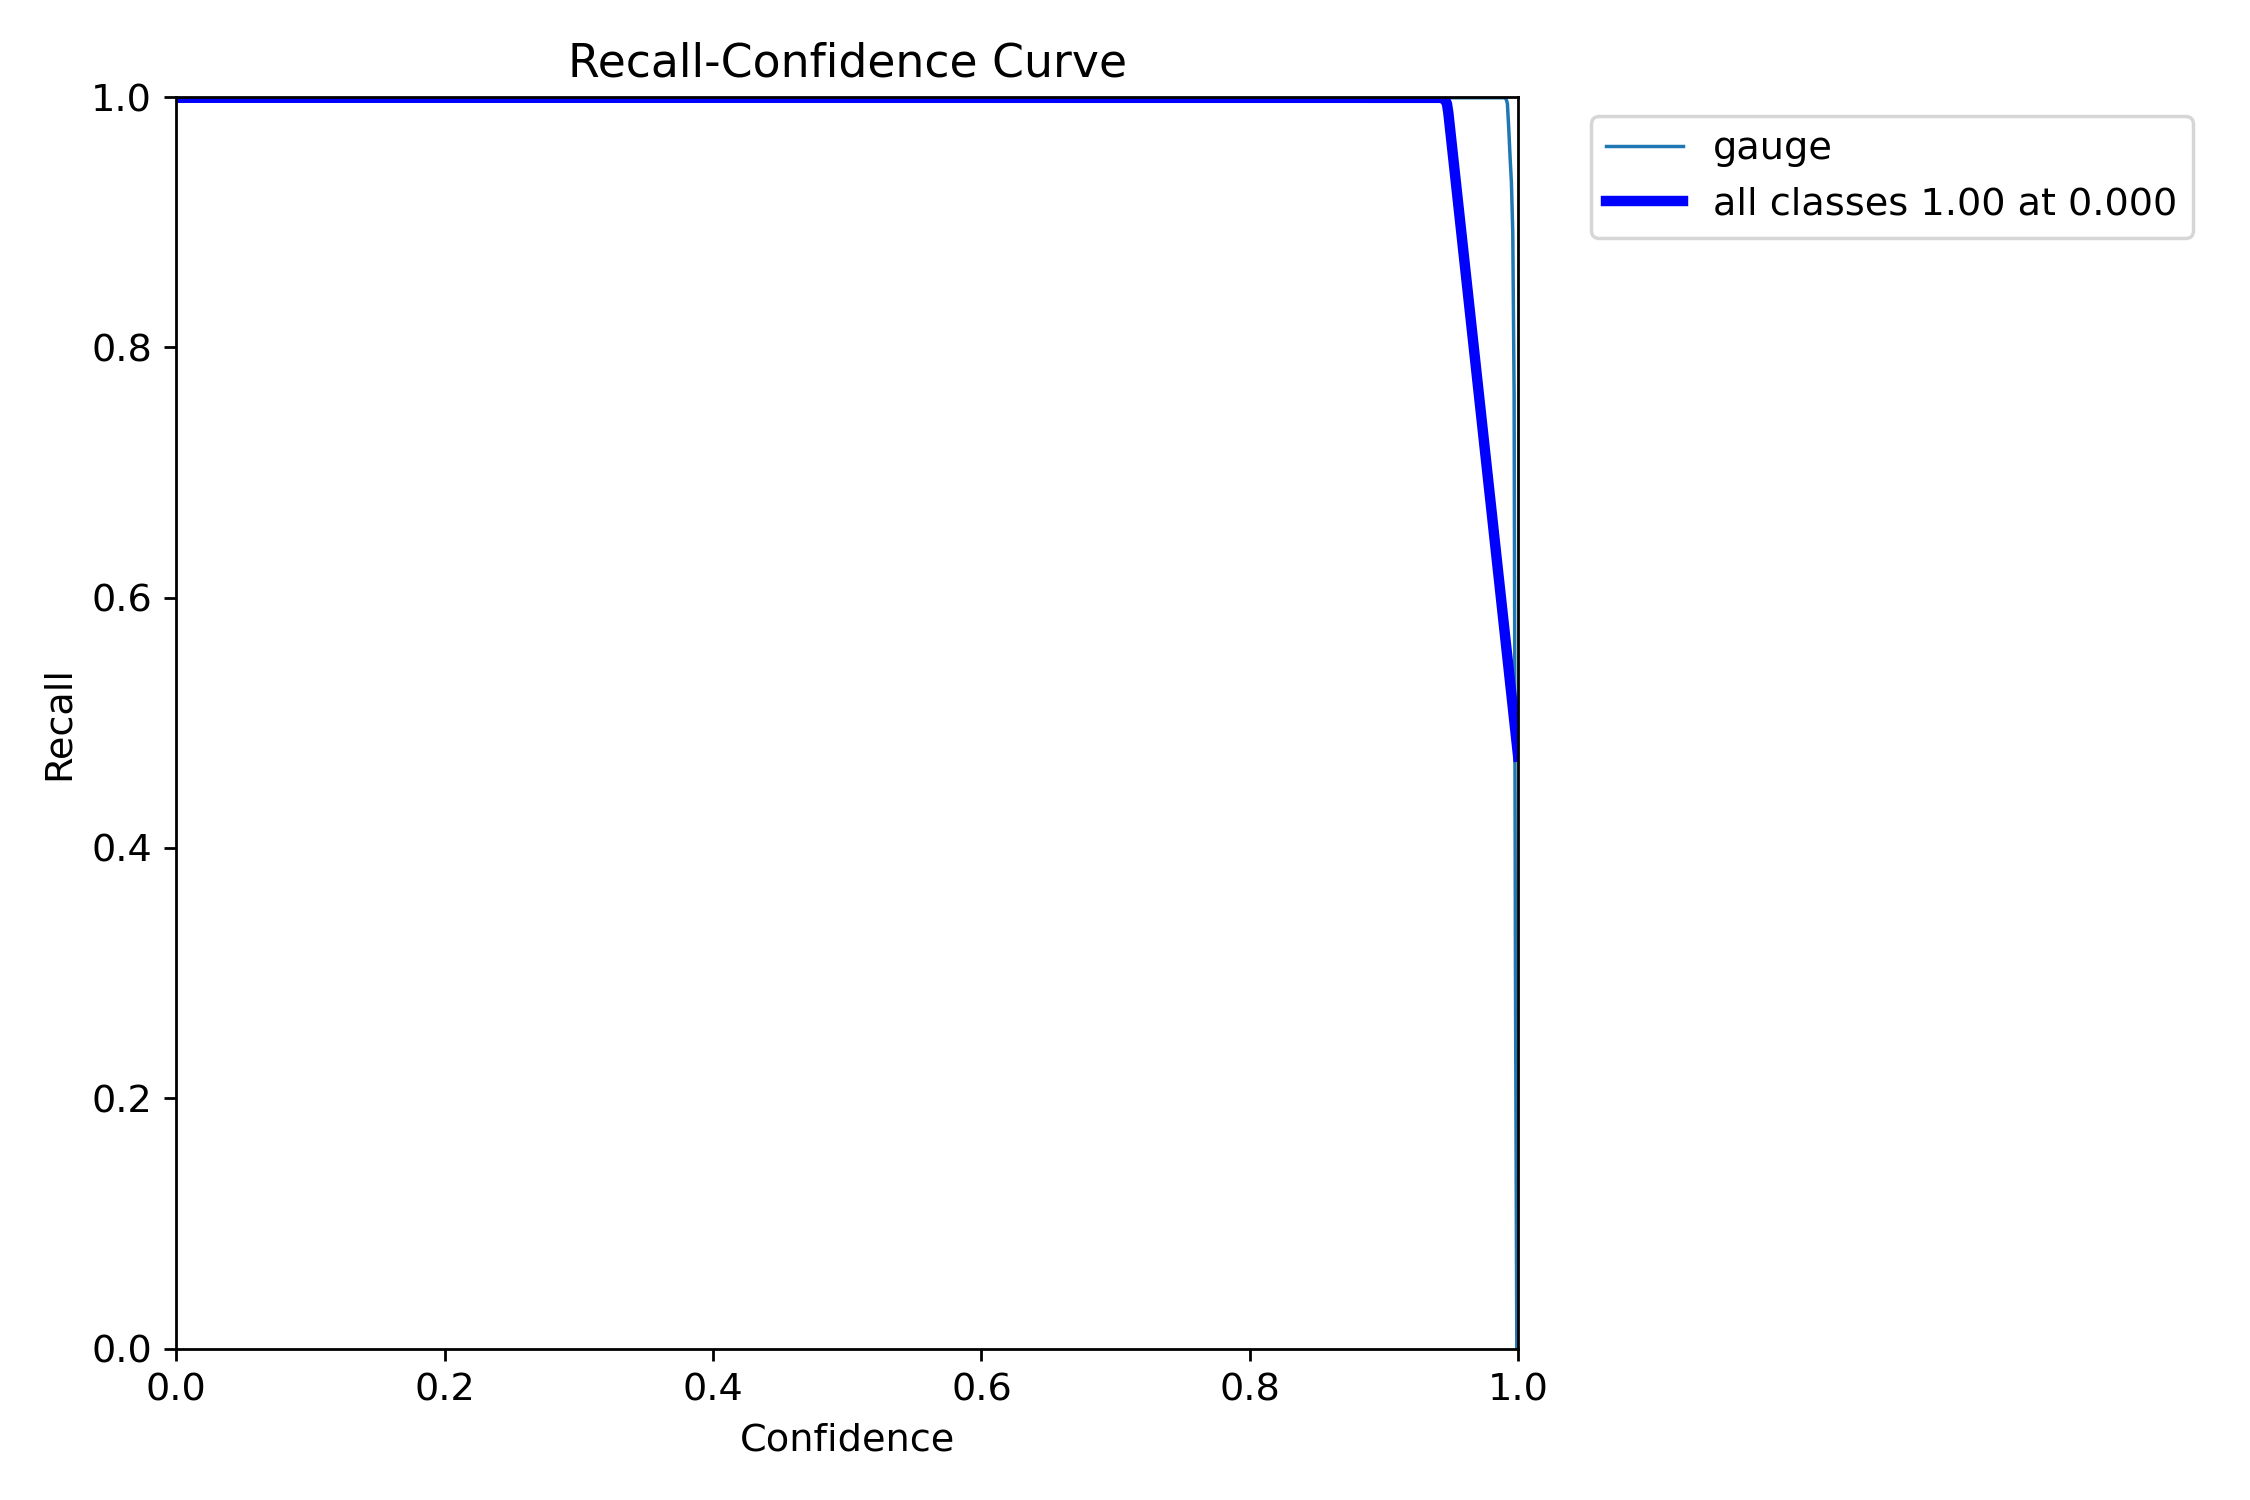 Recall-Confidence Curve
1.0
0.8
0.6
0.4
0.2
0.0
Recall
0.0 0.2 0.4 0.6 0.8 1.0
Confidence
gauge
all classes 1.00 at 0.000